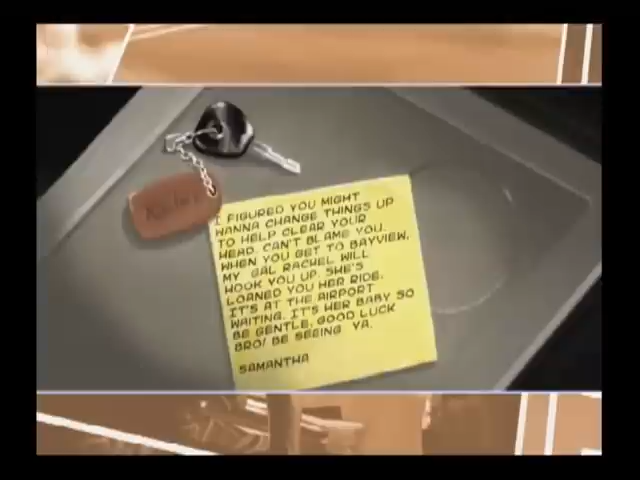 Rachel
I FIGURED YOU MIGHT
WANNA CHANGE THINGS UP
TO HELP CLEAR YOUR
HEAD. CAN'T BLAME YOU.
WHEN YOU GET TO BAYVIEW,
MY GAL RACHEL WILL
HOOK YOU UP. SHE'S
LOANED YOU HER RIDE.
IT'S AT THE AIRPORT
WAITING. IT'S HER BABY SO
BE GENTLE, GOOD LUCK
BRO! BE SEEING YA.
SAMANTHA